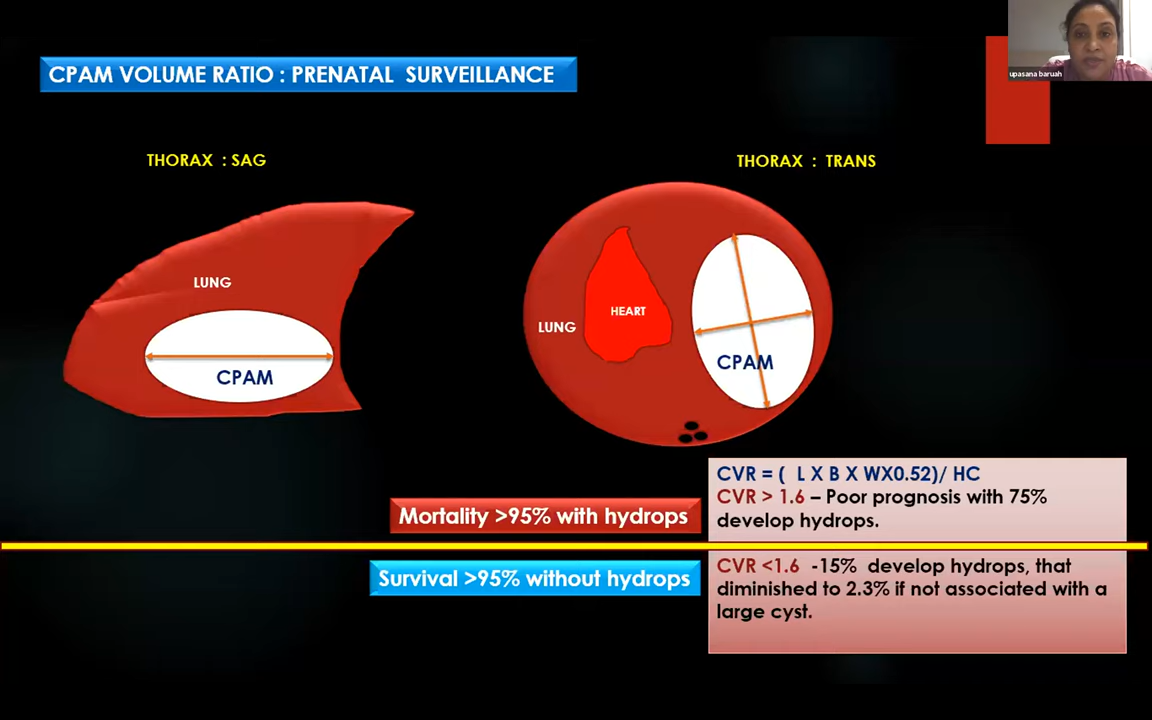 upasana baruah
CPAM VOLUME RATIO : PRENATAL SURVEILLANCE
THORAX : SAG
THORAX : TRANS
LUNG
CPAM
LUNG
HEART
CPAM
CVR = ( L X B X WX0.52)/ HC
CVR > 1.6 – Poor prognosis with 75%
develop hydrops.
Mortality >95% with hydrops
Survival >95% without hydrops
CVR <1.6 -15% develop hydrops, that
diminished to 2.3% if not associated with a
large cyst.